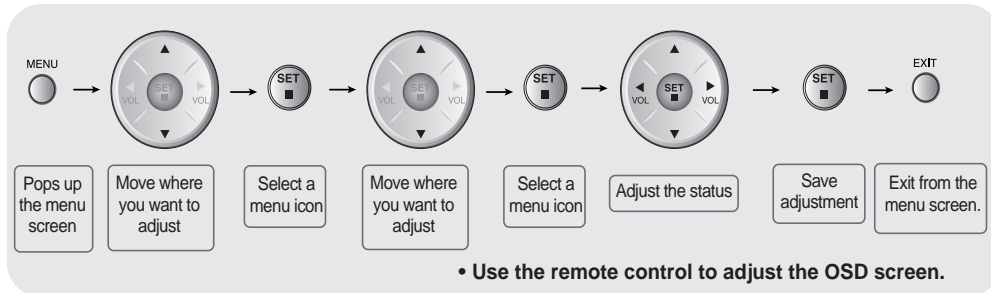 MENU
SET
VOL
VOL
SET
SET
VOL
VOL
SET
SET
VOL
VOL
SET
EXIT
Pops up
the menu
screen
Move where
you want to
adjust
Select a
menu icon
Move where
you want to
adjust
Select a
menu icon
Adjust the status
Save
adjustment
Exit from the
menu screen.
• Use the remote control to adjust the OSD screen.